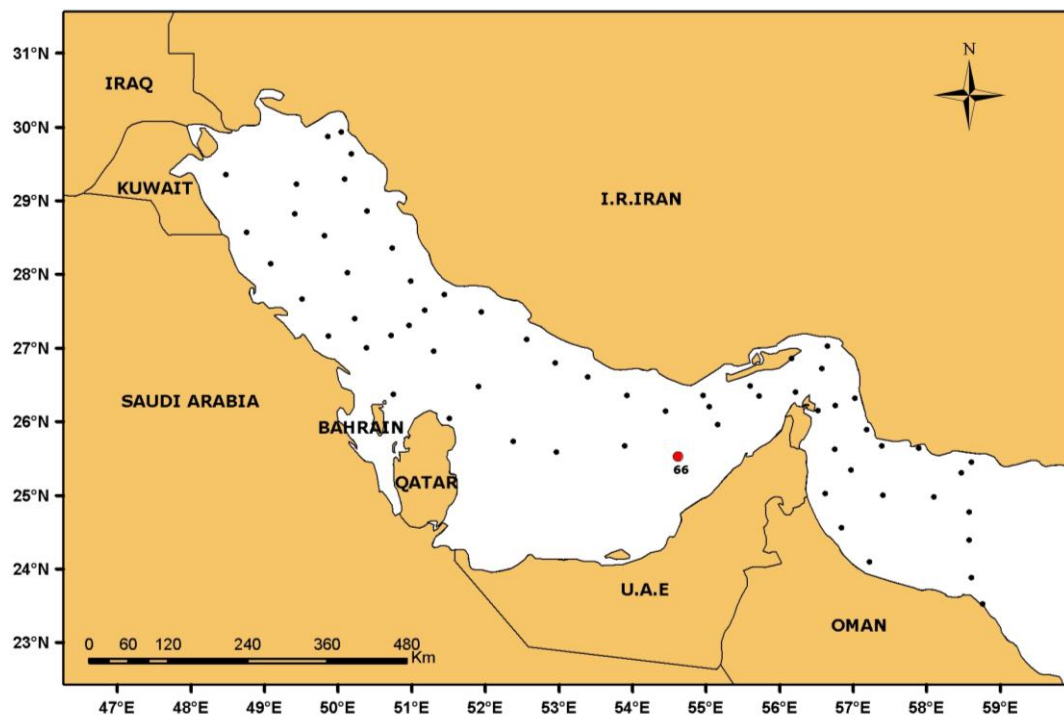 31°N
N
IRAQ
30°N
KUWAIT
29°N
I.R.IRAN
28°N
27°N
SAUDI ARABIA
26°N
BAHRAIN
QATAR
66
25°N
24°N
U.A.E
OMAN
0 60 120 240 360 480
Km
23°N
47°E 48°E 49°E 50°E 51°E 52°E 53°E 54°E 55°E 56°E 57°E 58°E 59°E